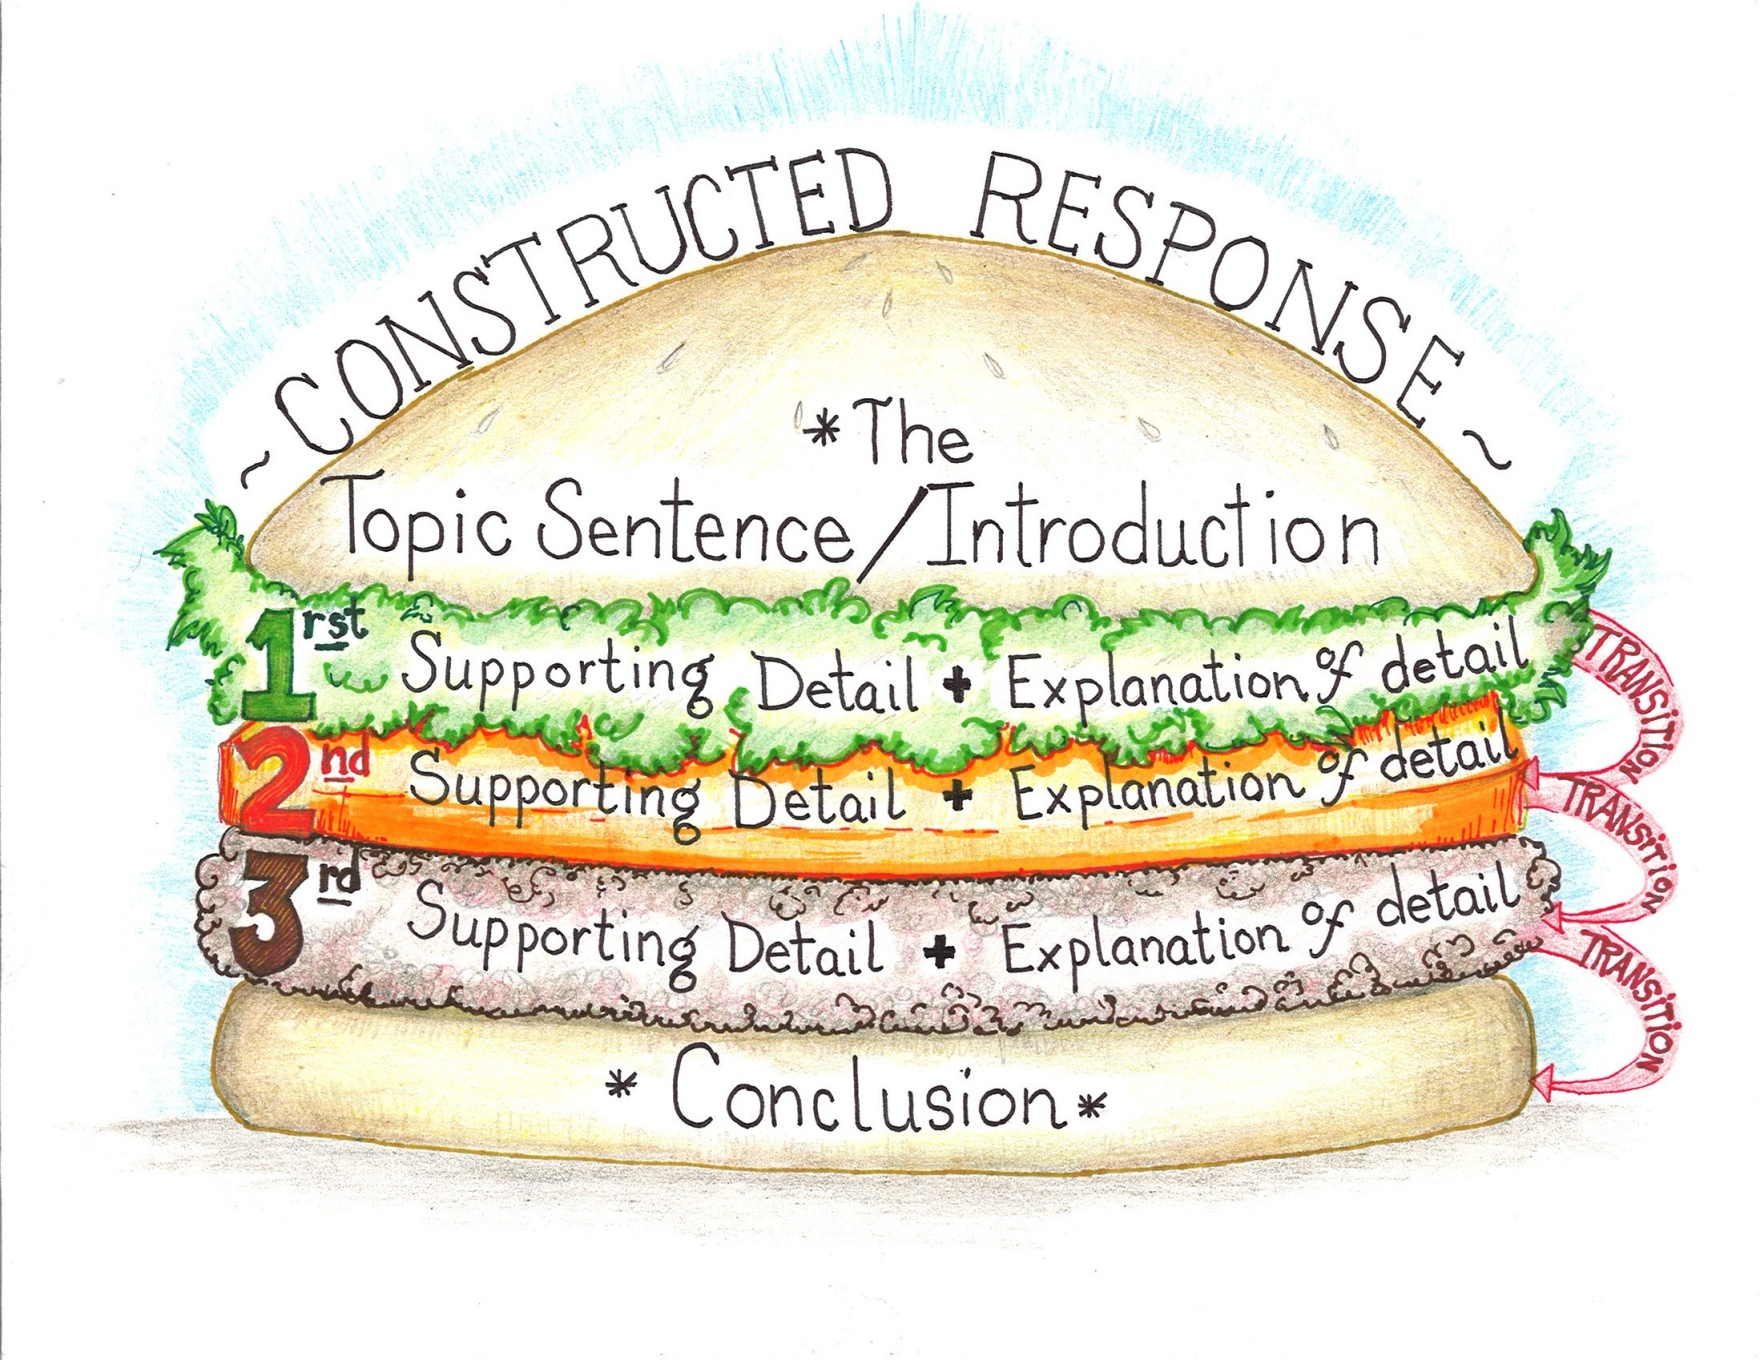 ~ CONSTRUCTED RESPONSE ~
*The
Topic Sentence/Introduction
1rst Supporting Detail + Explanation of detail
2nd Supporting Detail + Explanation of detail
3rd Supporting Detail + Explanation of detail
* Conclusion *
TRANSITION
TRANSITION
TRANSITION